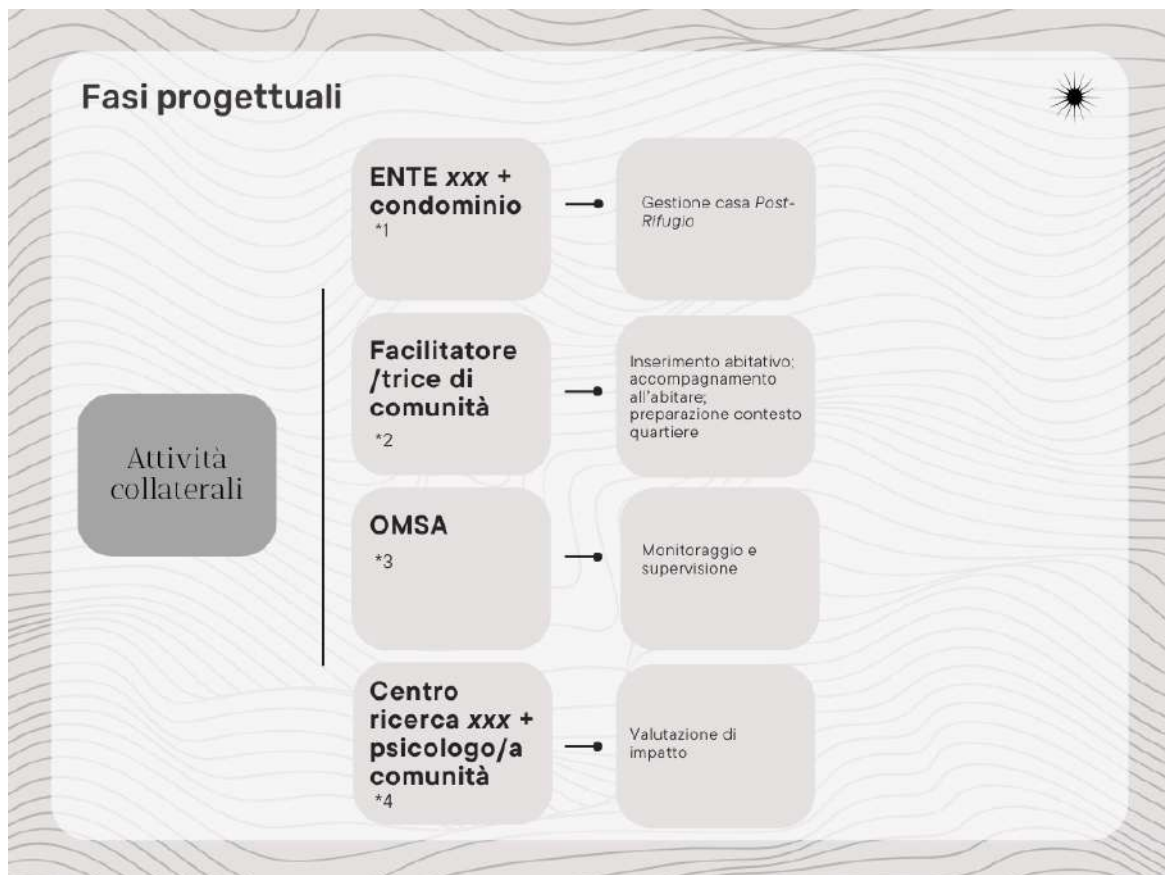 Fasi progettuali
ENTE xxx +
condominio
*1
Gestione casa Post-
Rifugio
Facilitatore
/trice di
comunità
*2
Inserimento abitativo;
accompagnamento
all'abitare;
preparazione contesto
quartiere
Attività
collaterali
OMSA
*3
Monitoraggio e
supervisione
Centro
ricerca xxx +
psicologo/a
comunità
*4
Valutazione di
impatto